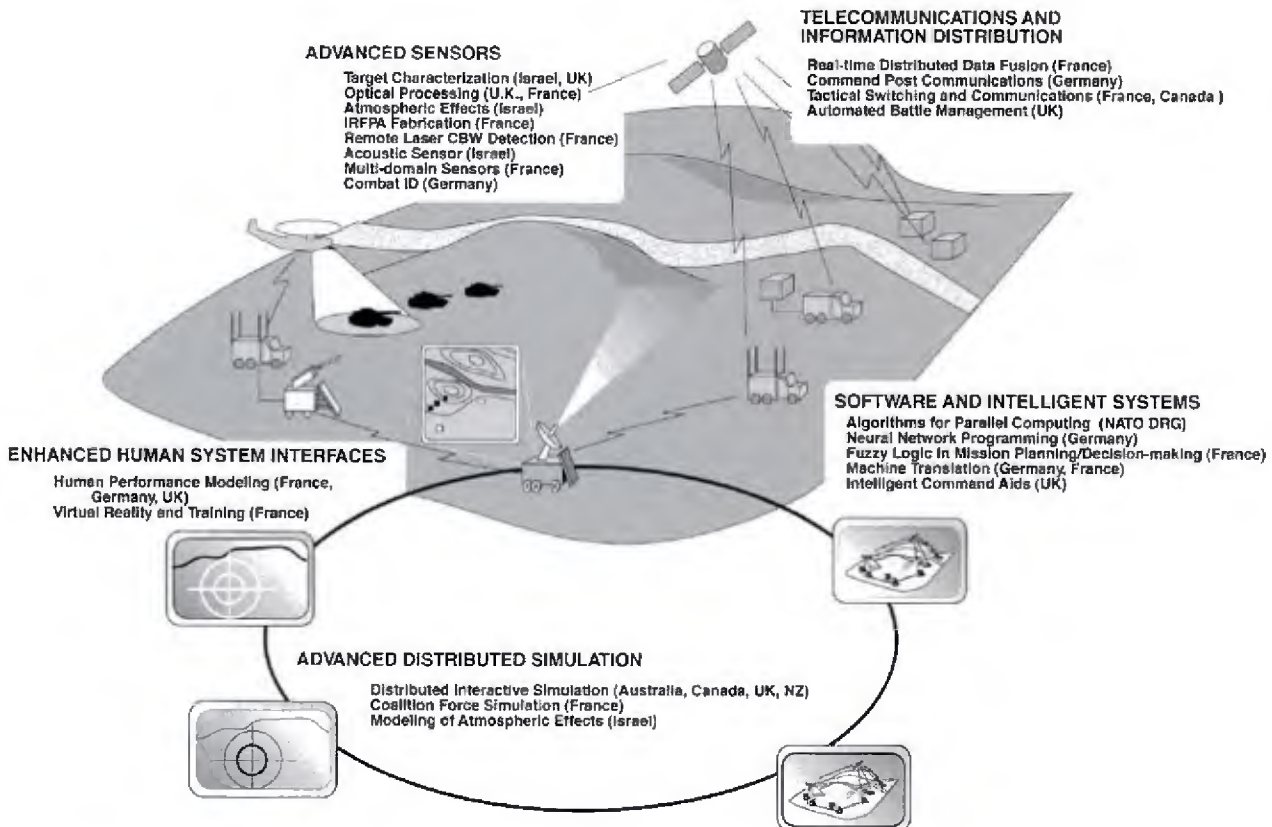 ADVANCED SENSORS
Target Characterization (Israel, UK)
Optical Processing (U.K., France)
Atmospheric Effects (Israel)
IRFPA Fabrication (France)
Remote Laser CBW Detection (France)
Acoustic Sensor (Israel)
Multi-domain Sensors (France)
Combat ID (Germany)
TELECOMMUNICATIONS AND
INFORMATION DISTRIBUTION
Real-time Distributed Data Fusion (France)
Command Post Communications (Germany)
Tactical Switching and Communications (France, Canada )
Automated Battle Management (UK)
SOFTWARE AND INTELLIGENT SYSTEMS
Algorithms for Parallel Computing (NATO DRG)
Neural Network Programming (Germany)
Fuzzy Logic in Mission Planning/Decision-making (France)
Machine Translation (Germany, France)
Intelligent Command Aids (UK)
ENHANCED HUMAN SYSTEM INTERFACES
Human Performance Modeling (France,
Germany, UK)
Virtual Reality and Training (France)
ADVANCED DISTRIBUTED SIMULATION
Distributed Interactive Simulation (Australia, Canada, UK, NZ)
Coalition Force Simulation (France)
Modeling of Atmospheric Effects (Israel)